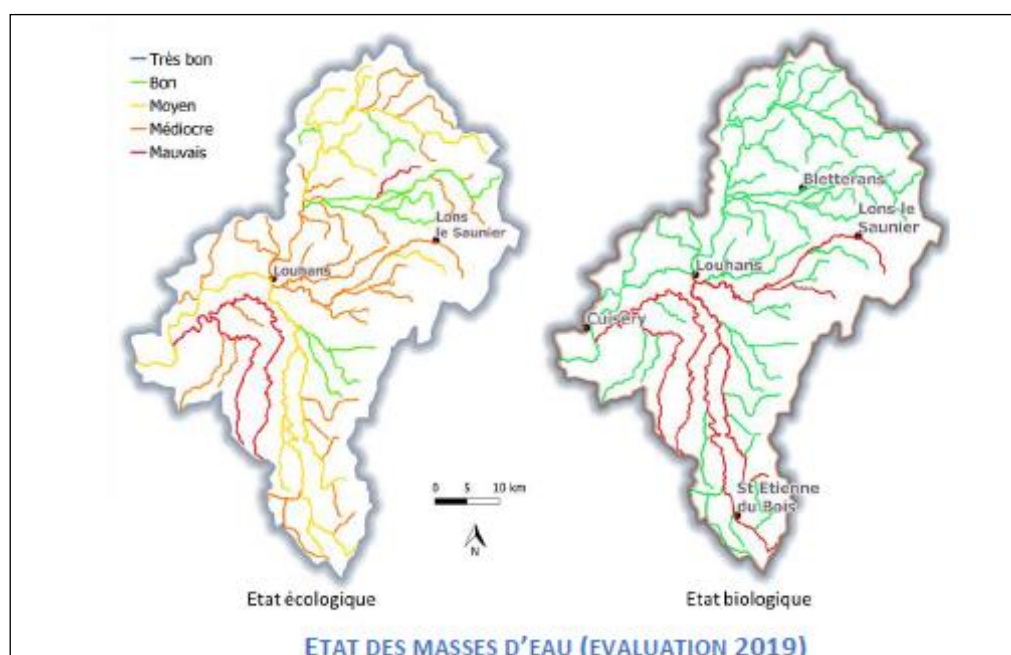 Très bon
Bon
Moyen
Médiocre
Mauvais
Lons
le Saunier
Louhans
0 5 10 km
N
Etat écologique
Bletterans
Lons le
Saunier
Louhans
Cuisery
St Etienne
du Bois
Etat biologique
ETAT DES MASSES D'EAU (EVALUATION 2019)